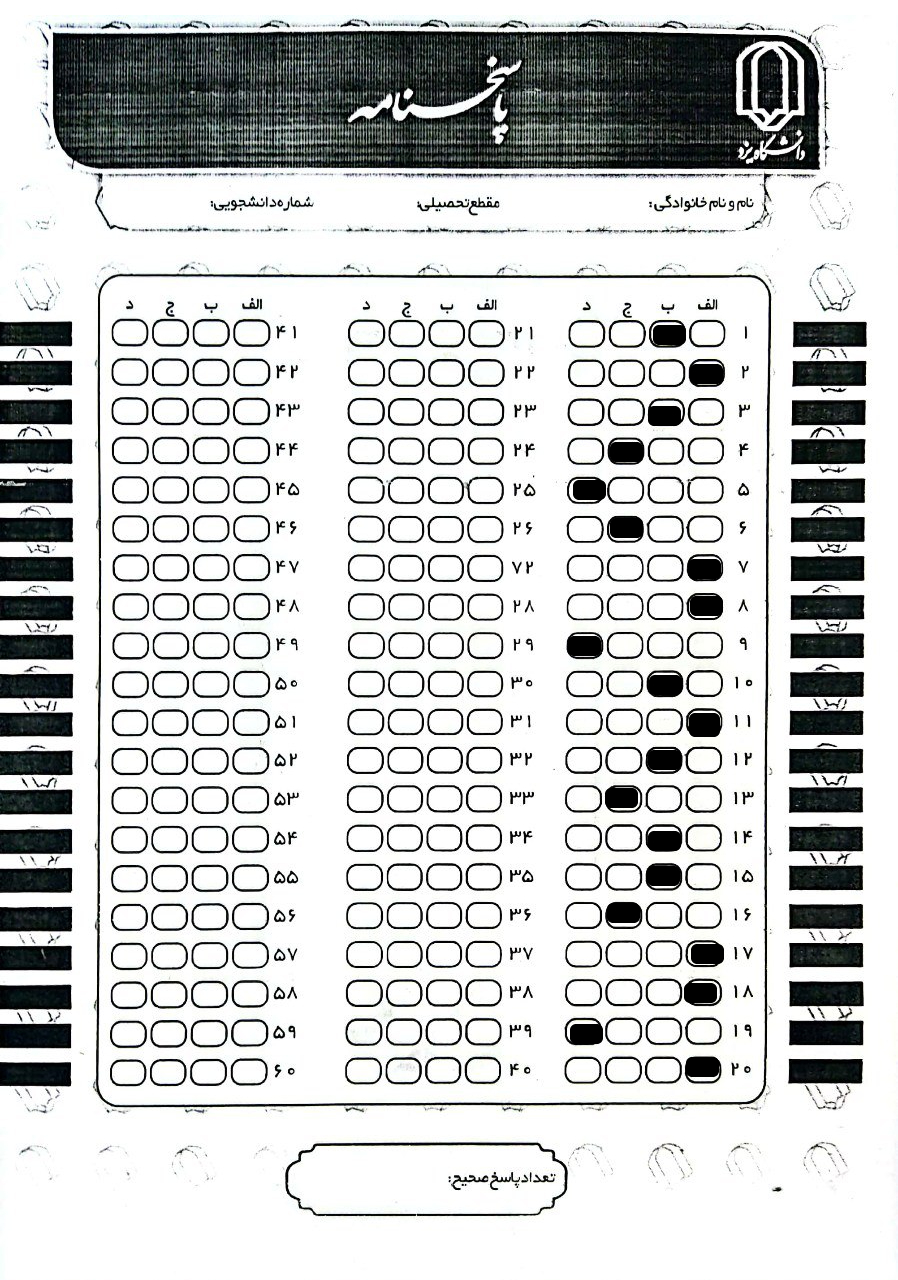 پاسخنامه
دانشگاه یزد
نام و نام خانوادگی: مقطع تحصیلی: شماره دانشجویی:
الف ب ج د الف ب ج د الف ب ج د
۱ ۲۱ ۴۱
۲ ۲۲ ۴۲
۳ ۲۳ ۴۳
۴ ۲۴ ۴۴
۵ ۲۵ ۴۵
۶ ۲۶ ۴۶
۷ ۷۲ ۴۷
۸ ۲۸ ۴۸
۹ ۲۹ ۴۹
۱۰ ۳۰ ۵۰
۱۱ ۳۱ ۵۱
۱۲ ۳۲ ۵۲
۱۳ ۳۳ ۵۳
۱۴ ۳۴ ۵۴
۱۵ ۳۵ ۵۵
۱۶ ۳۶ ۵۶
۱۷ ۳۷ ۵۷
۱۸ ۳۸ ۵۸
۱۹ ۳۹ ۵۹
۲۰ ۴۰ ۶۰
تعداد پاسخ صحیح: